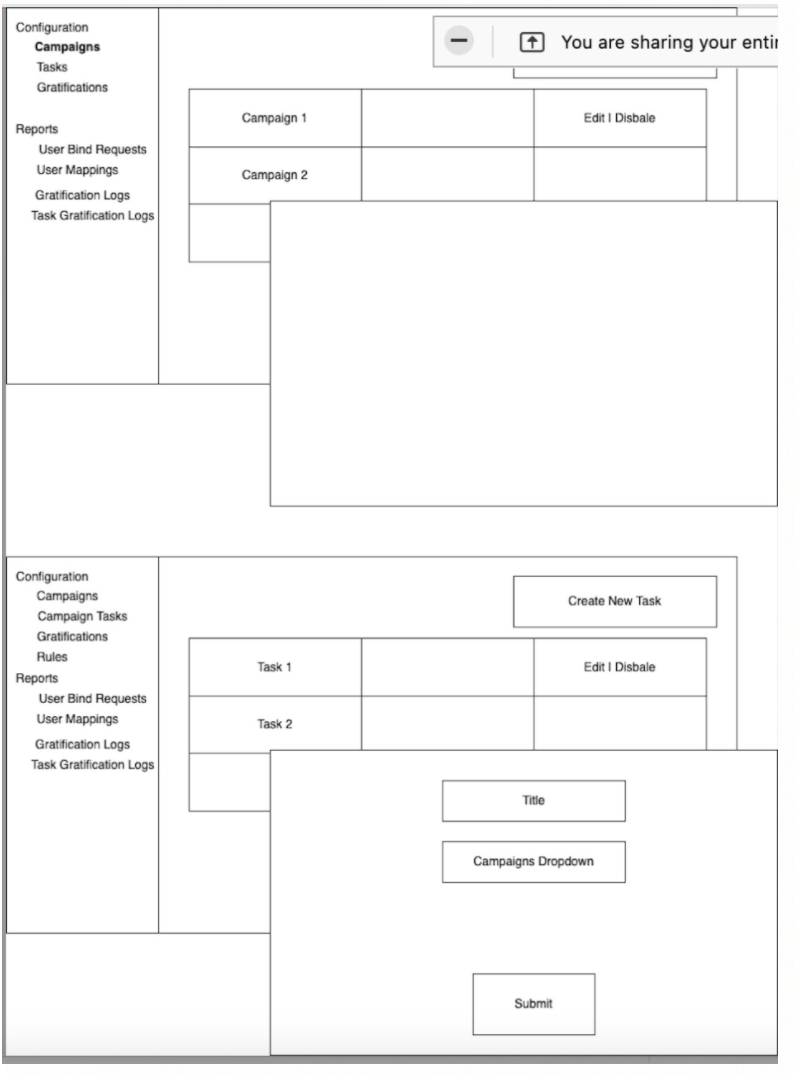 Configuration
Campaigns
Tasks
Gratifications
Reports
User Bind Requests
User Mappings
Gratification Logs
Task Gratification Logs
You are sharing your
Campaign 1
Edit | Disbale
Campaign 2
Configuration
Campaigns
Campaign Tasks
Gratifications
Rules
Reports
User Bind Requests
User Mappings
Gratification Logs
Task Gratification Logs
Create New Task
Task 1
Edit | Disbale
Task 2
Title
Campaigns Dropdown
Submit